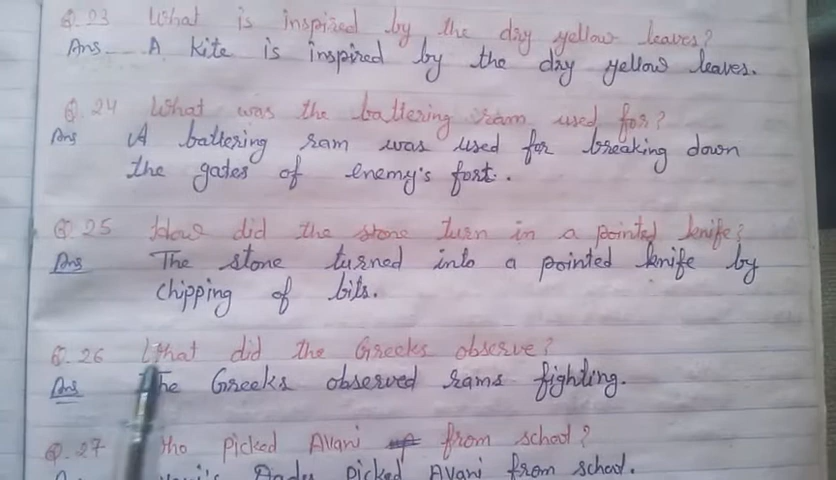 Q.23 What is inspired by the dry yellow leaves?
Ans A kite is inspired by the dry yellow leaves.
Q.24 What was the battering ram used for?
Ans A battering ram was used for breaking down
the gates of enemy's fort.
Q.25 How did the stone turn in a pointed knife?
Ans The stone turned into a pointed knife by
chipping of bits.
Q.26 What did the Greeks observe?
Ans The Greeks observed rams fighting.
Q.27 picked Avani from school?
picked Avani from school.